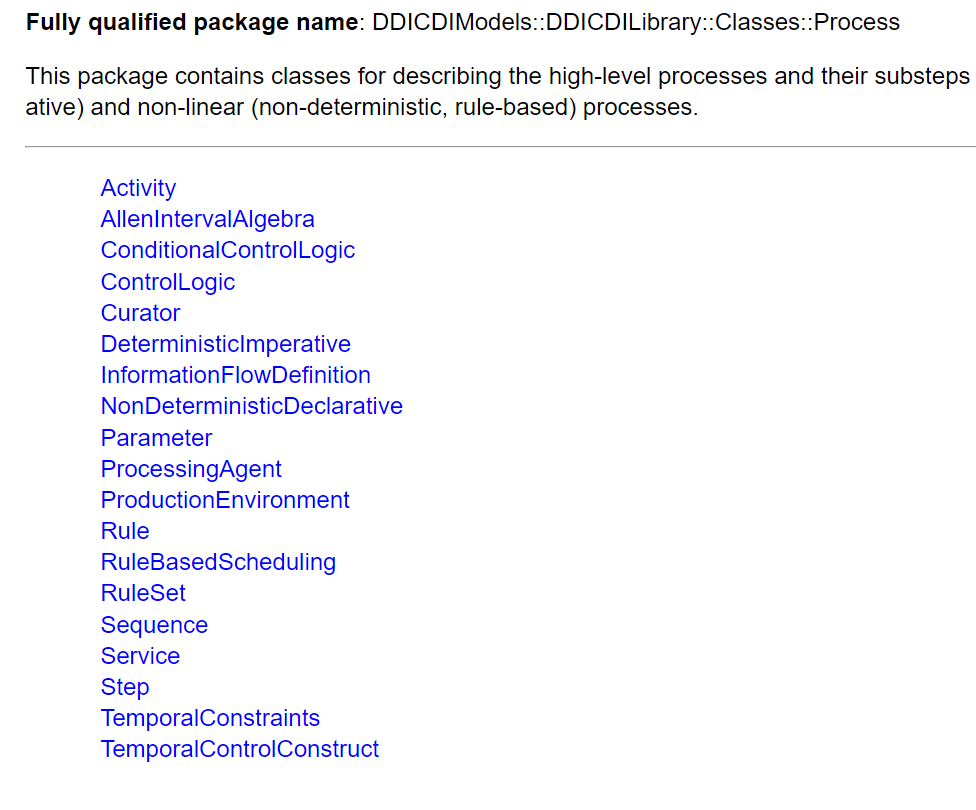 Fully qualified package name: DDICDIModels::DDICDILibrary::Classes::Process
This package contains classes for describing the high-level processes and their substeps
ative) and non-linear (non-deterministic, rule-based) processes.
Activity
AllenIntervalAlgebra
ConditionalControlLogic
ControlLogic
Curator
DeterministicImperative
InformationFlowDefinition
NonDeterministicDeclarative
Parameter
ProcessingAgent
ProductionEnvironment
Rule
RuleBasedScheduling
RuleSet
Sequence
Service
Step
TemporalConstraints
TemporalControlConstruct